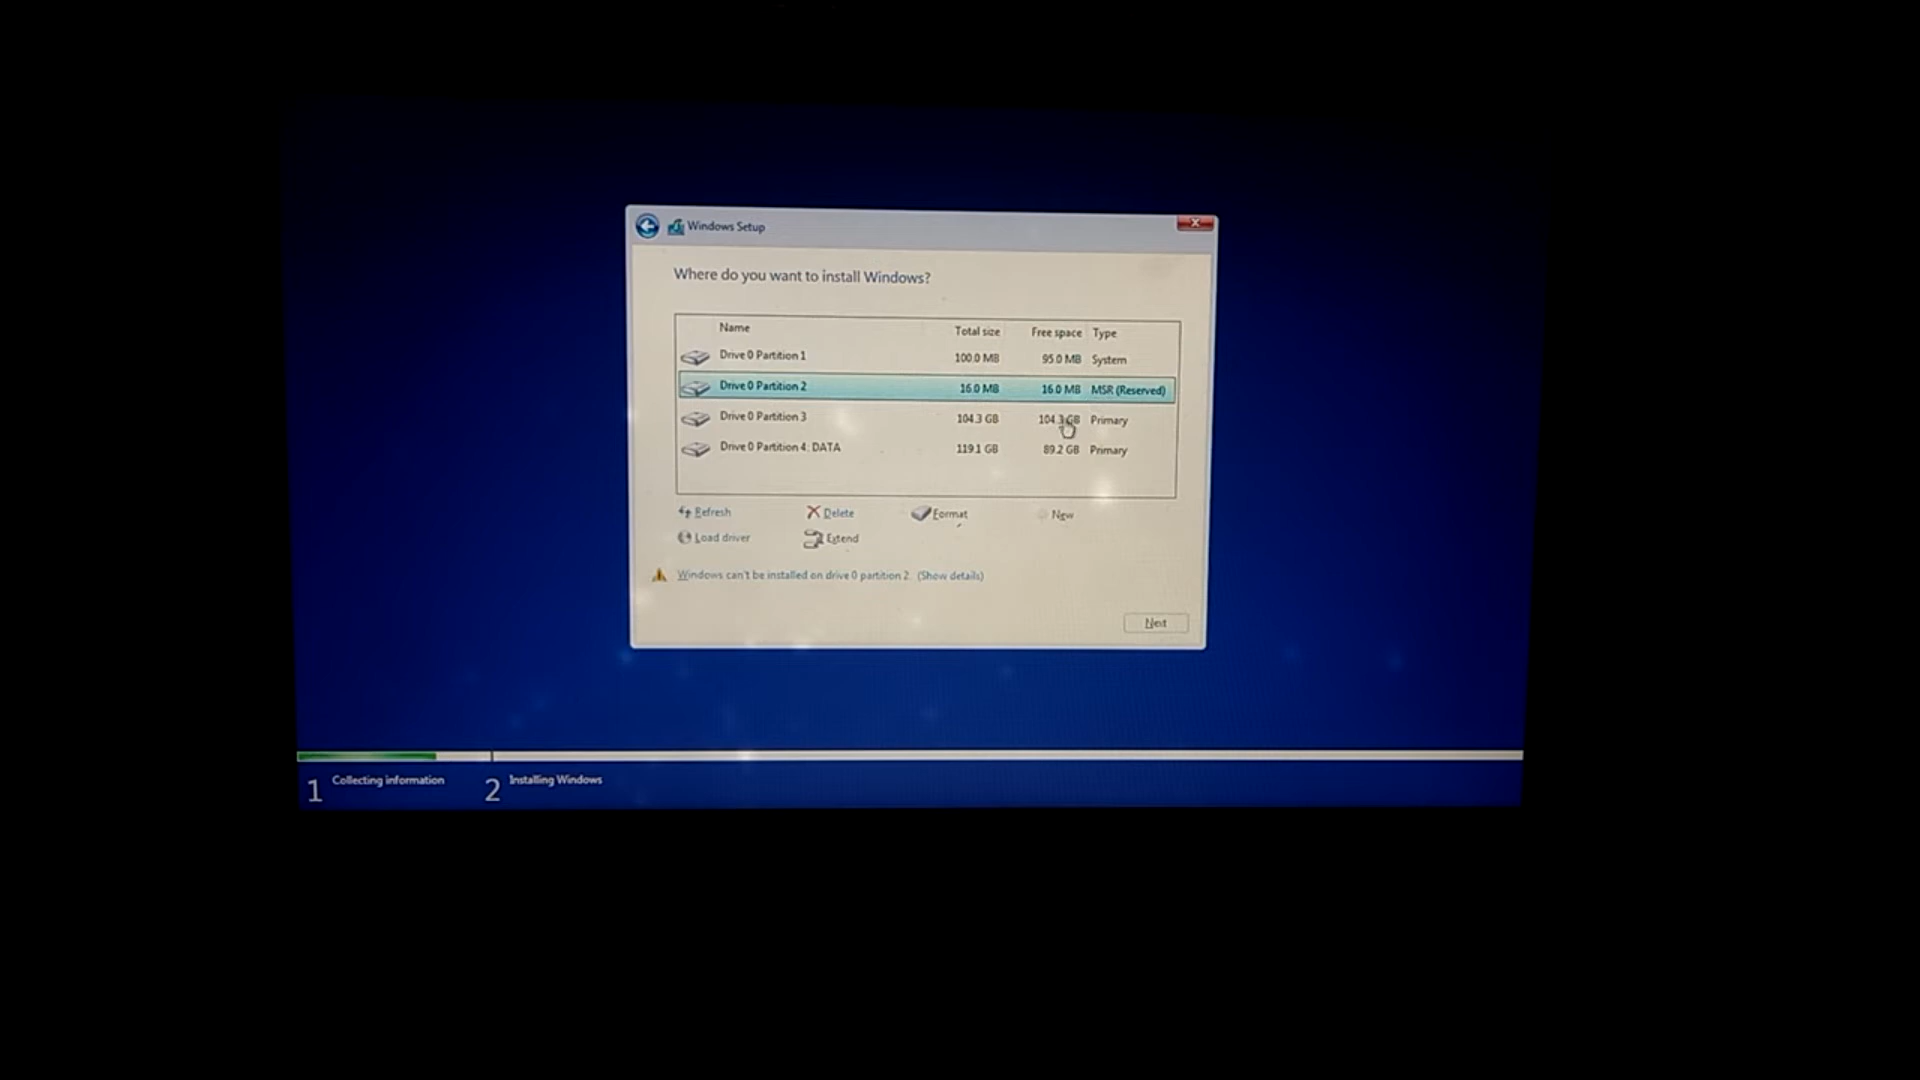 Windows Setup
Where do you want to install Windows?
Name Total size Free space Type
Drive 0 Partition 1 100.0 MB 95.0 MB System
Drive 0 Partition 2 16.0 MB 16.0 MB MSR (Reserved)
Drive 0 Partition 3 104.3 GB 104.3 GB Primary
Drive 0 Partition 4: DATA 119.1 GB 89.2 GB Primary
Refresh Delete Format New
Load driver Extend
Windows can't be installed on drive 0 partition 2. (Show details)
Next
1 Collecting information 2 Installing Windows